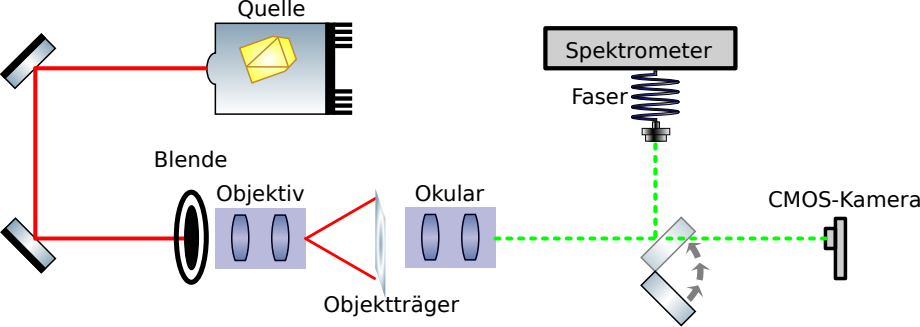 Quelle
Spektrometer
Faser
Blende
Objektiv
Okular
CMOS-Kamera
Objektträger